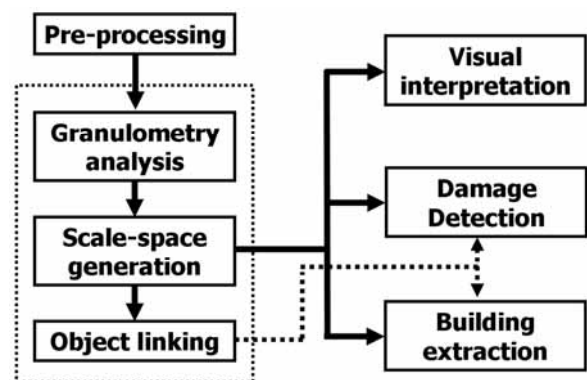 Pre-processing
Granulometry
analysis
Scale-space
generation
Object linking
Visual
interpretation
Damage
Detection
Building
extraction